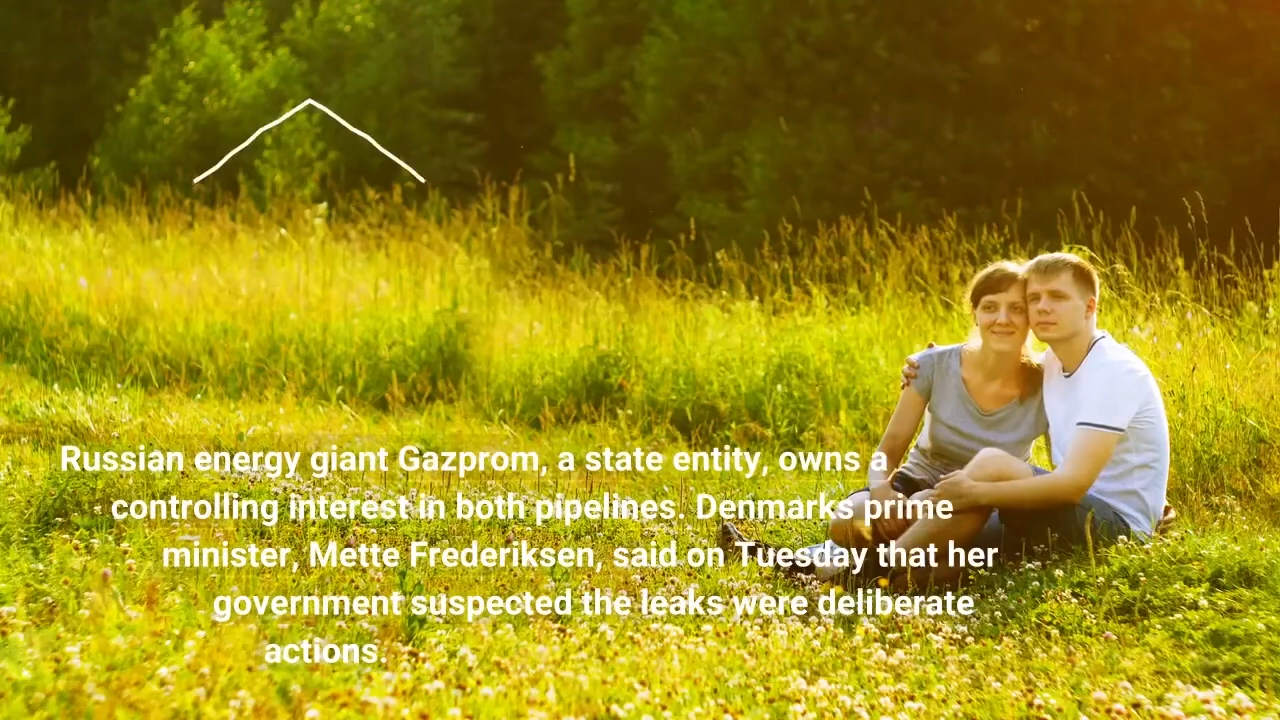 Russian energy giant Gazprom, a state entity, owns a
controlling interest in both pipelines. Denmarks prime
minister, Mette Frederiksen, said on Tuesday that her
government suspected the leaks were deliberate
actions.